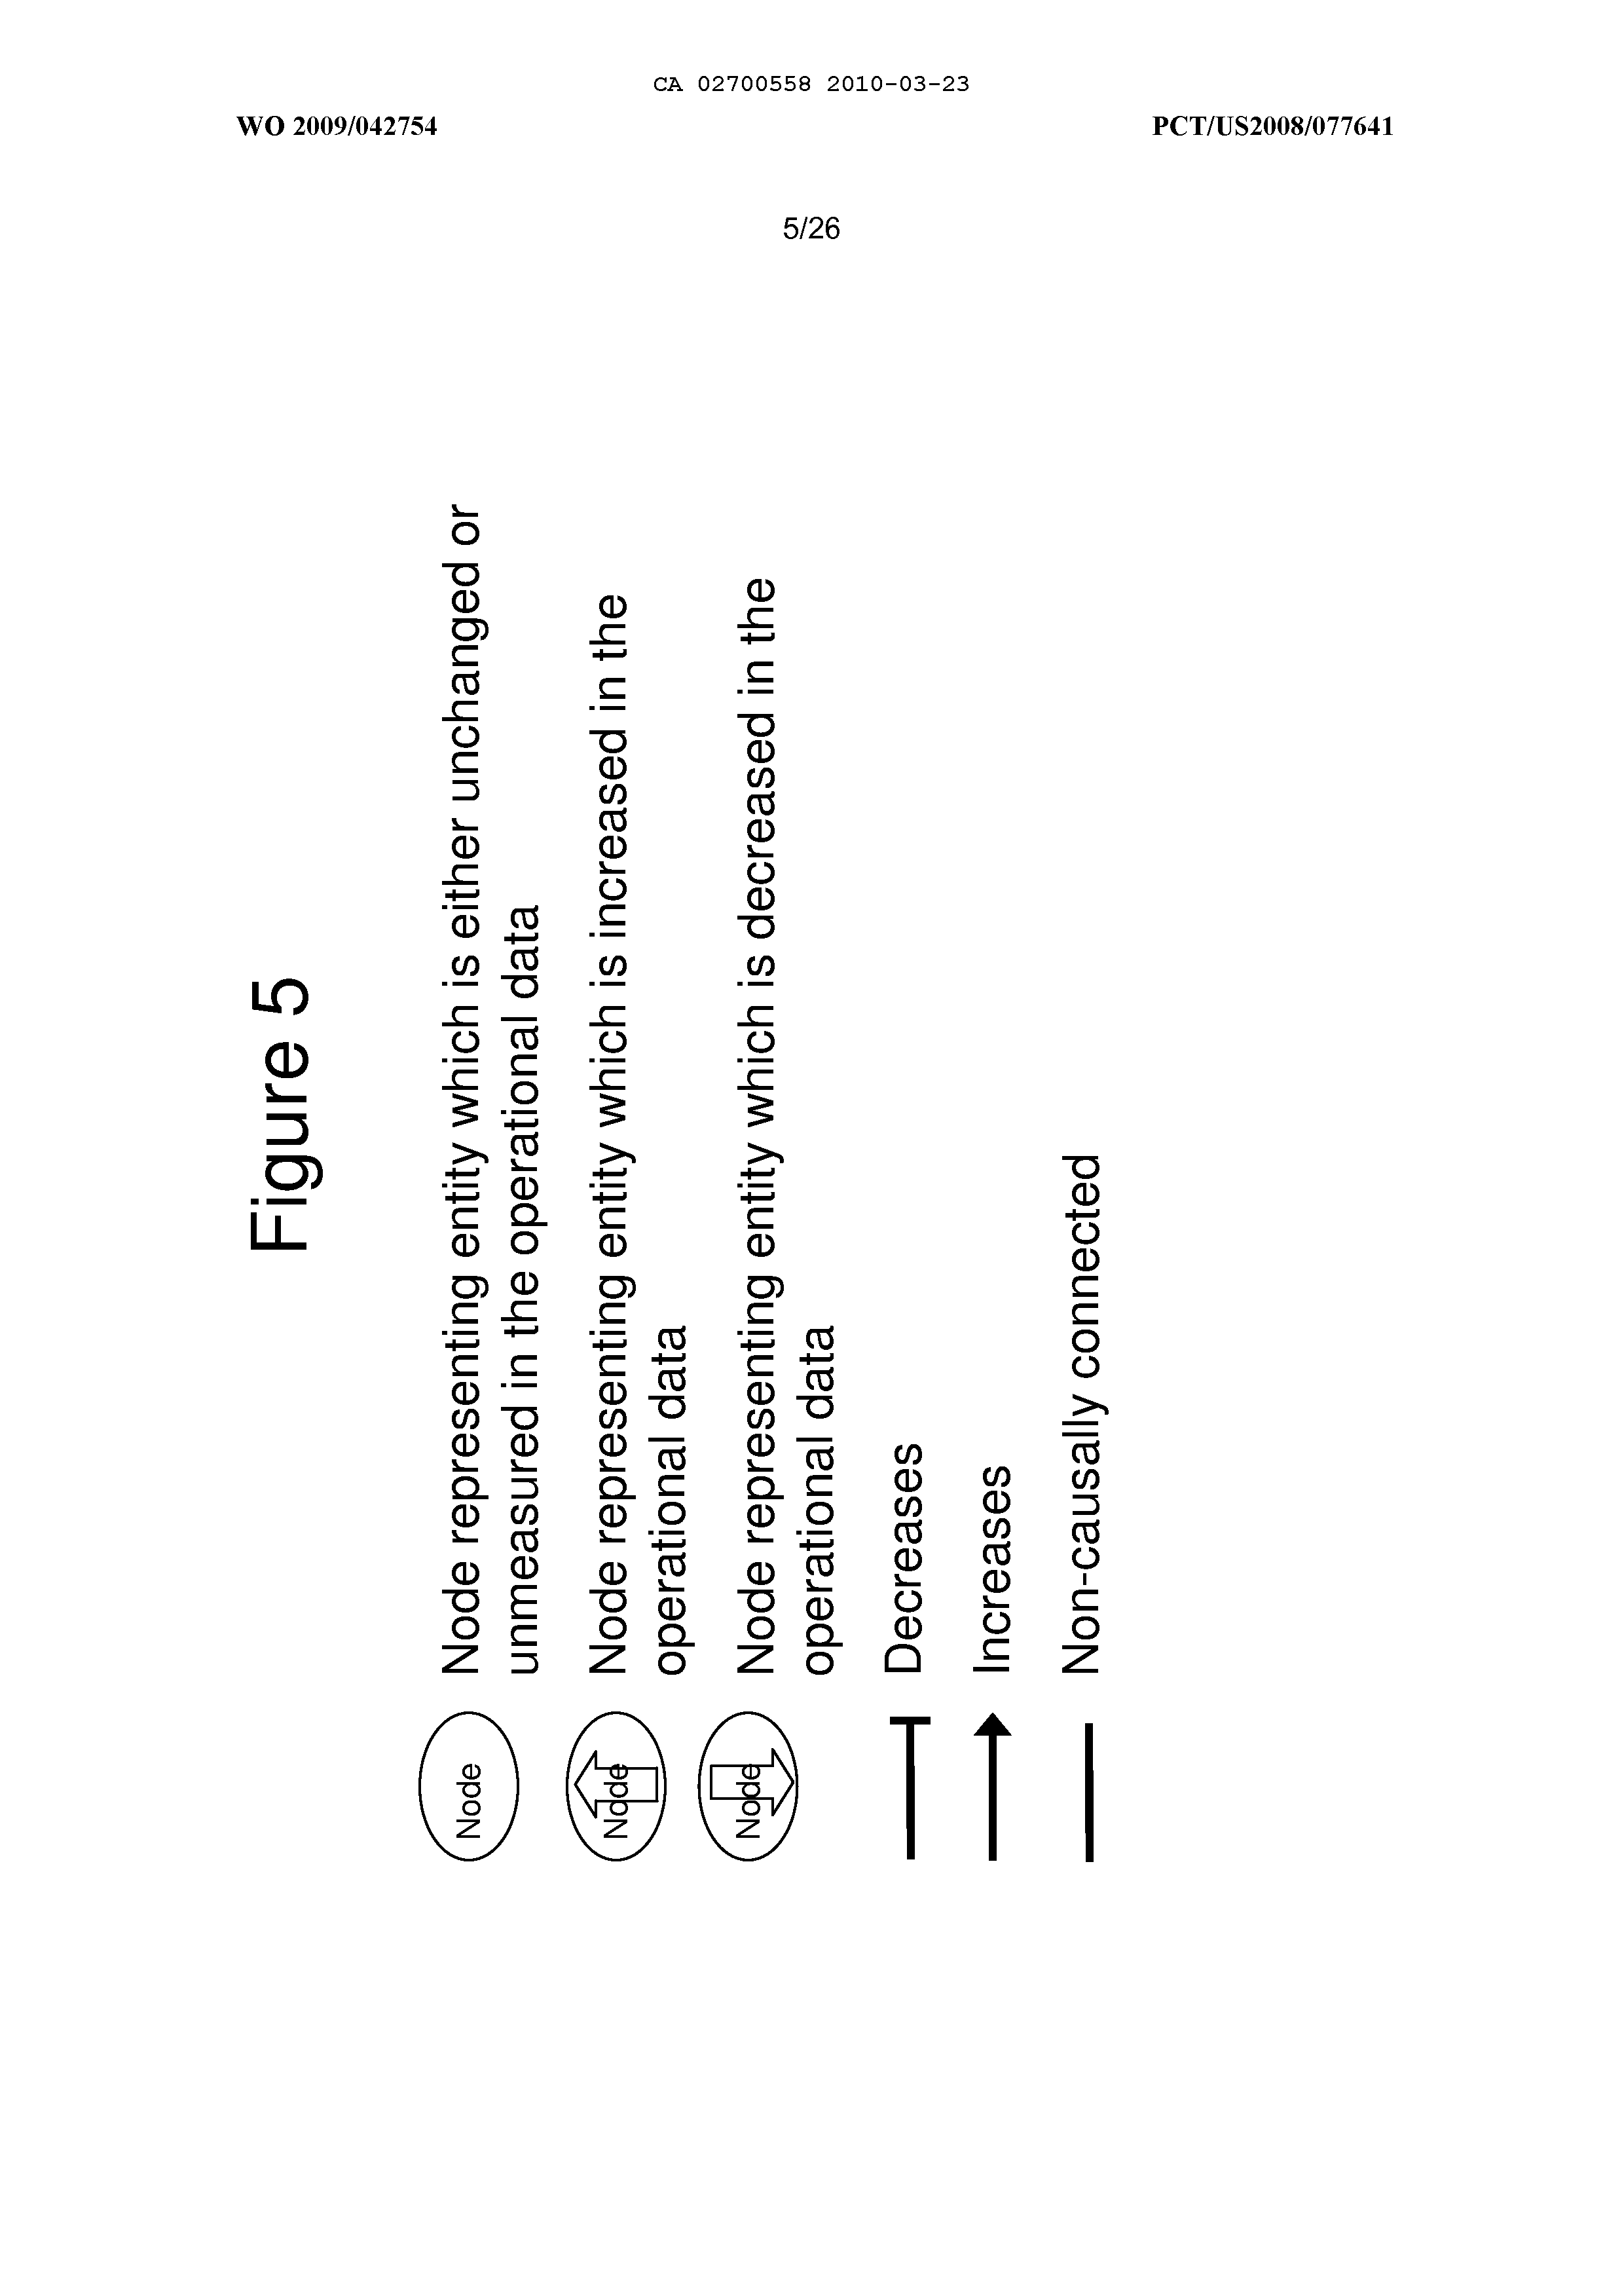 CA 02700558 2010-03-23
WO 2009/042754
PCT/US2008/077641
5/26
Figure 5
Node
Node representing entity which is either unchanged or
unmeasured in the operational data
Node
Node representing entity which is increased in the
operational data
Node
Node representing entity which is decreased in the
operational data
Decreases
Increases
Non-causally connected